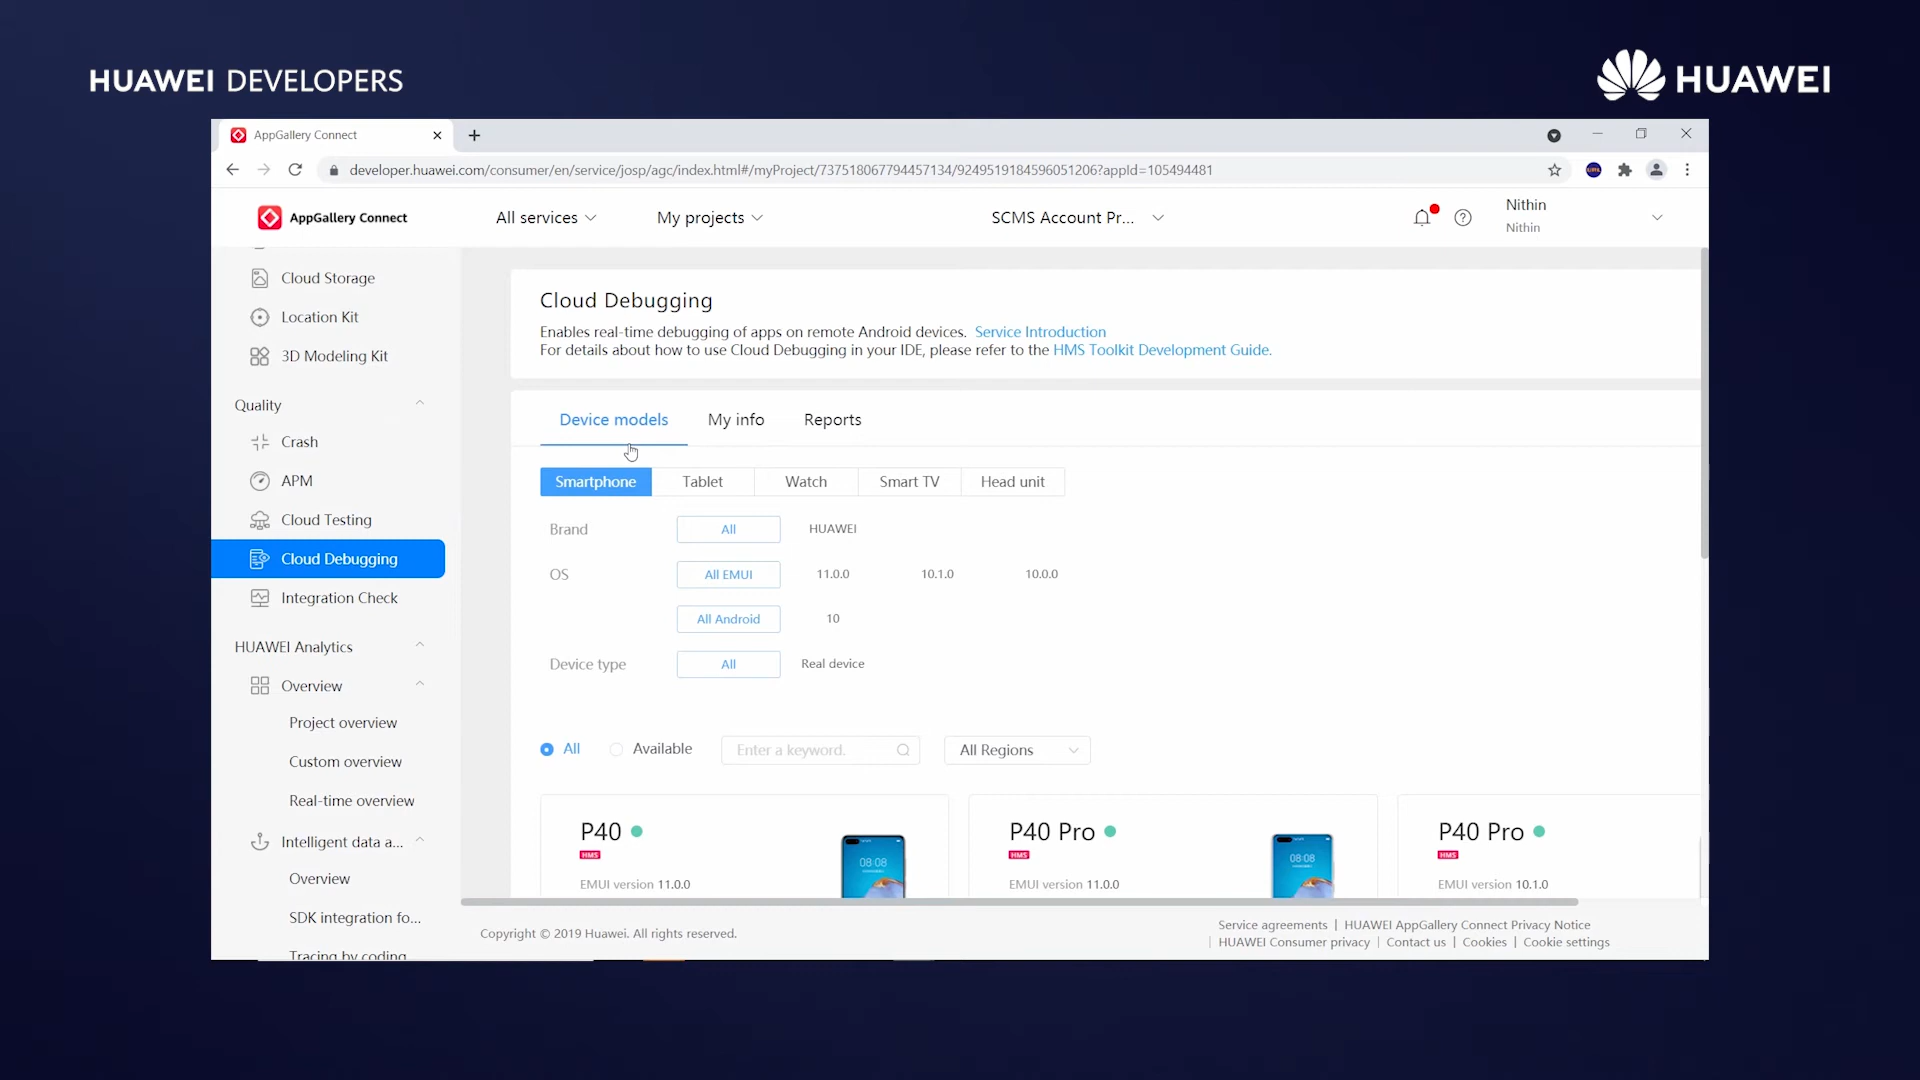 HUAWEI DEVELOPERS
HUAWEI
AppGallery Connect
developer.huawei.com/consumer/en/service/josp/agc/index.html#/myProject/737518067794457134/9249519184596051206?appId=105494481
AppGallery Connect
All services
My projects
SCMS Account Pr...
Nithin
Nithin
Cloud Storage
Location Kit
3D Modeling Kit
Quality
Crash
APM
Cloud Testing
Cloud Debugging
Integration Check
HUAWEI Analytics
Overview
Project overview
Custom overview
Real-time overview
Intelligent data a...
Overview
SDK integration fo...
Tracing by coding
Cloud Debugging
Enables real-time debugging of apps on remote Android devices. Service Introduction
For details about how to use Cloud Debugging in your IDE, please refer to the HMS Toolkit Development Guide.
Device models My info Reports
Smartphone Tablet Watch Smart TV Head unit
Brand All HUAWEI
OS All EMUI 11.0.0 10.1.0 10.0.0
All Android 10
Device type All Real device
All Available Enter a keyword. All Regions
P40
HMS
EMUI version 11.0.0
08:08
P40 Pro
HMS
EMUI version 11.0.0
08:08
P40 Pro
HMS
EMUI version 10.1.0
Copyright © 2019 Huawei. All rights reserved.
Service agreements | HUAWEI AppGallery Connect Privacy Notice
| HUAWEI Consumer privacy | Contact us | Cookies | Cookie settings